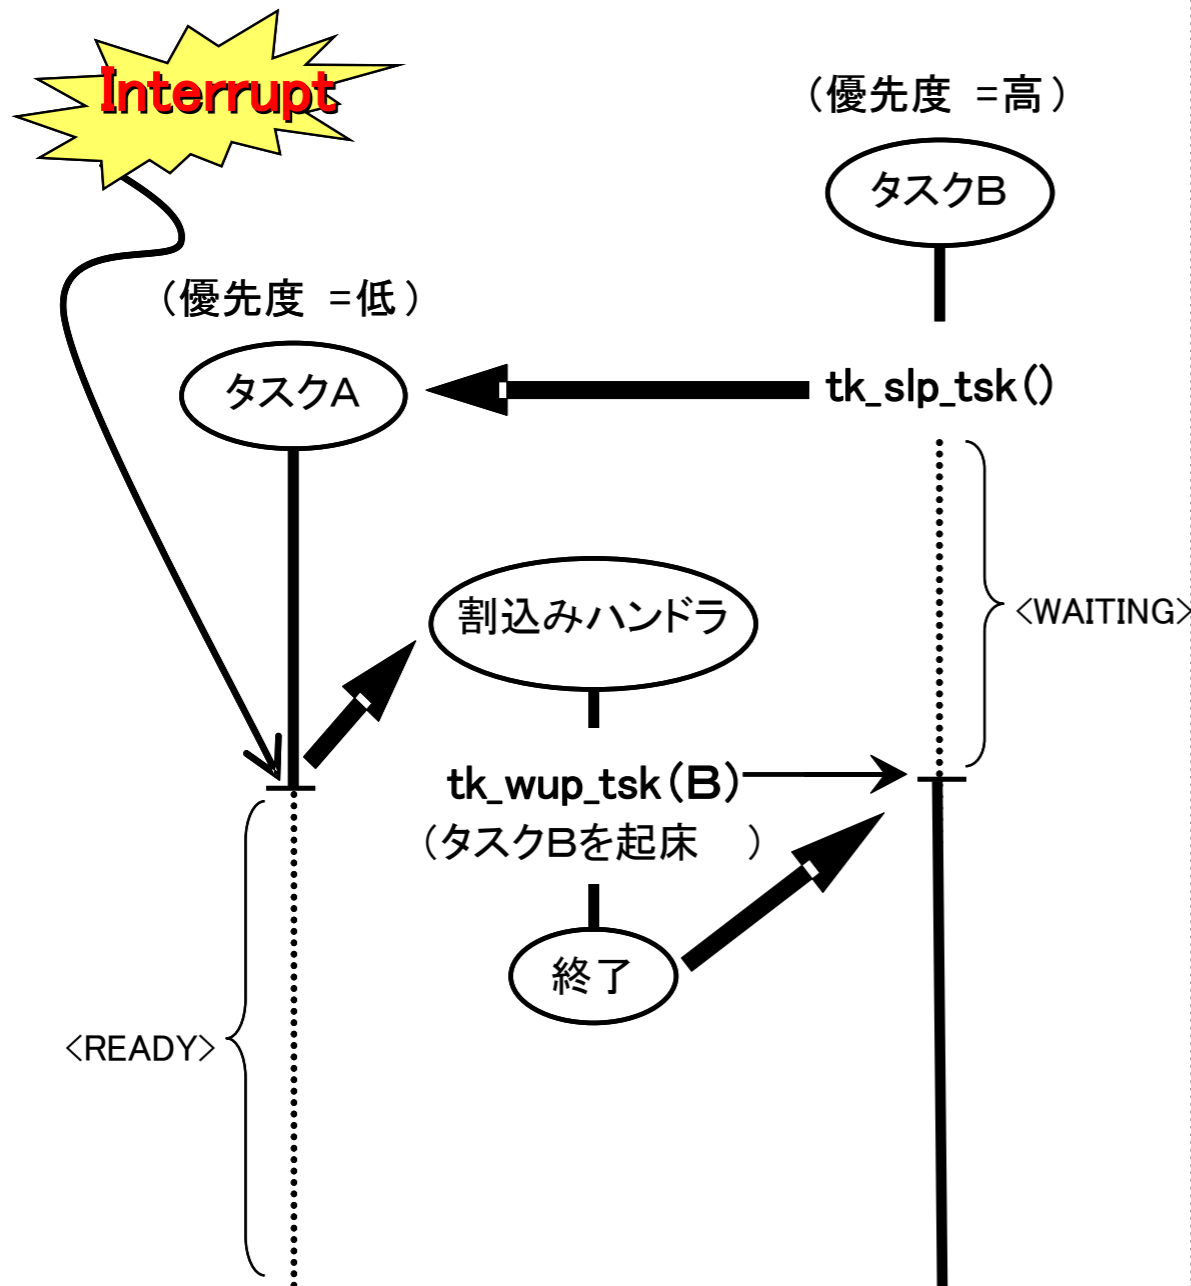 Interrupt
(優先度 =高)
タスクB
(優先度 =低)
タスクA
tk_slp_tsk()
割込みハンドラ
<WAITING>
tk_wup_tsk(B)
(タスクBを起床 )
終了
<READY>